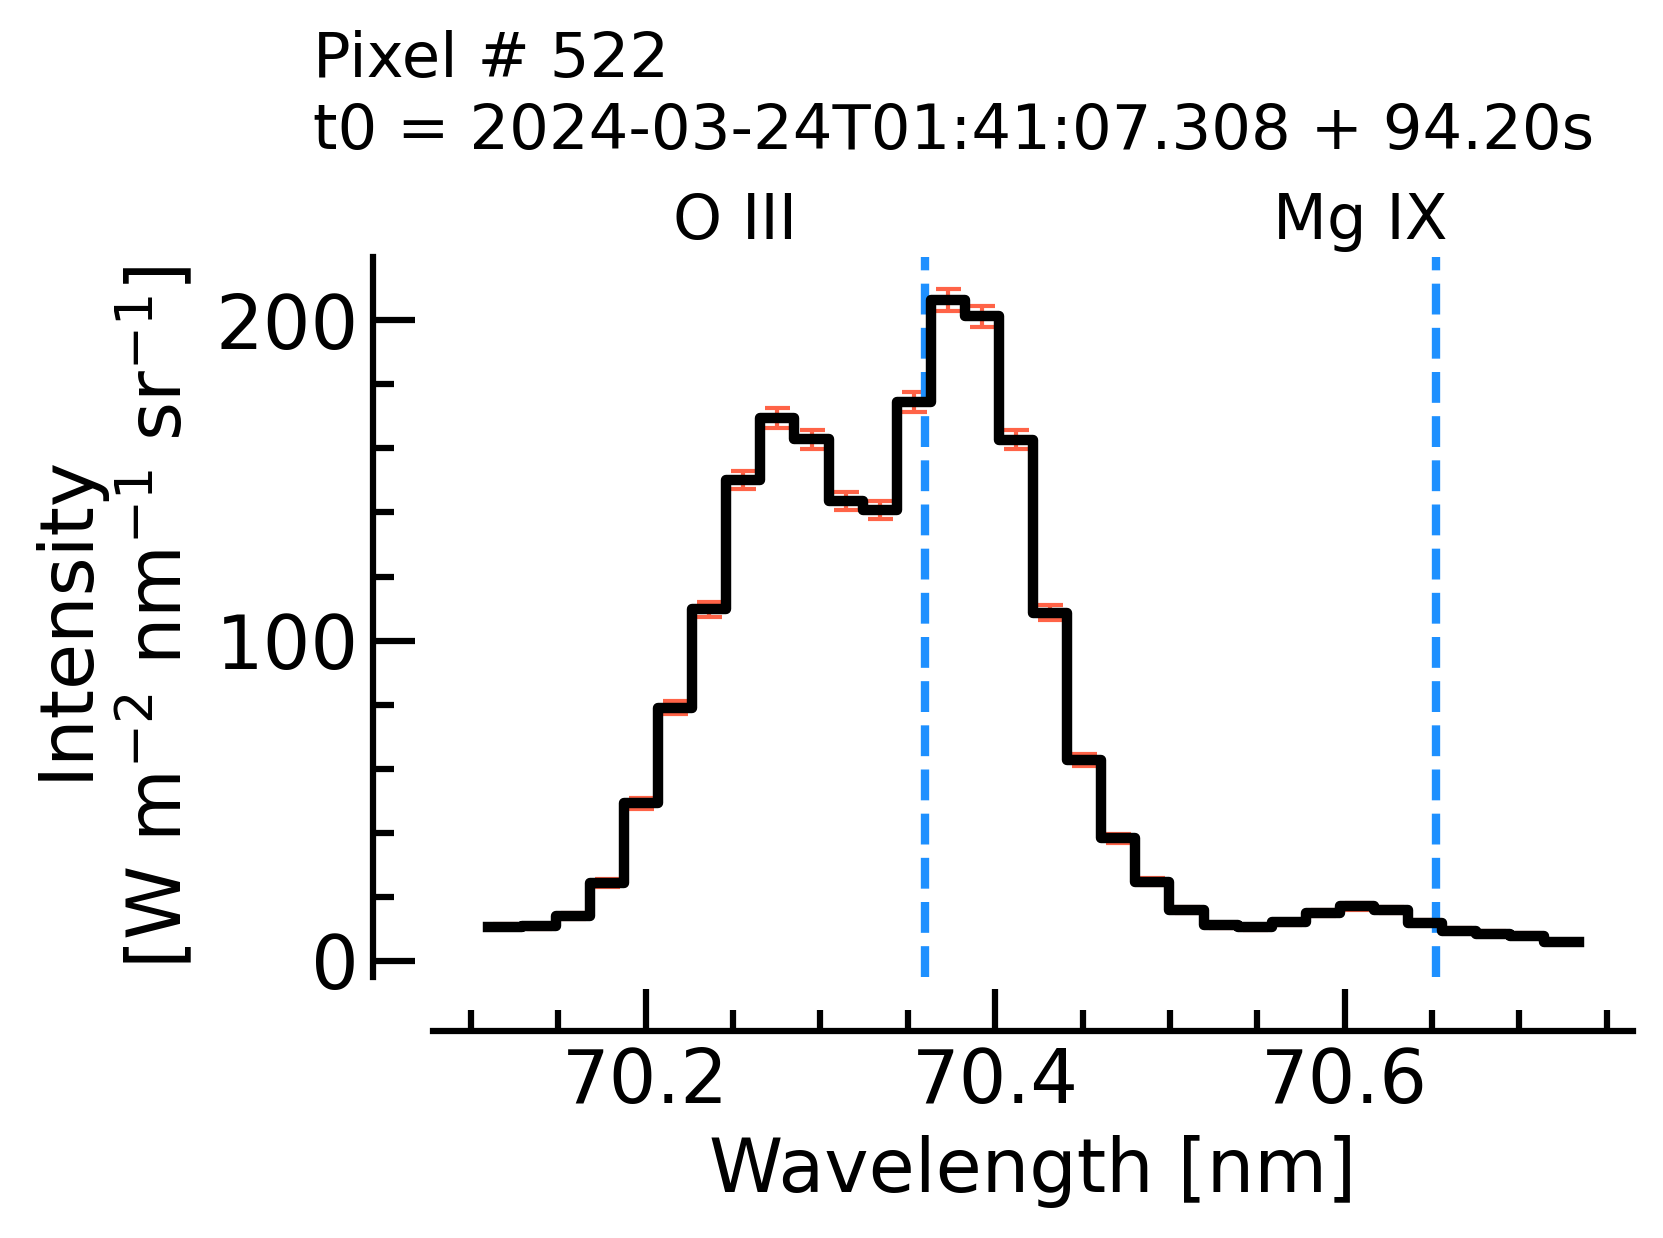 Pixel # 522
t0 = 2024-03-24T01:41:07.308 + 94.20s
O III Mg IX
Intensity
[W m⁻² nm⁻¹ sr⁻¹]
200
100
0
70.2 70.4 70.6
Wavelength [nm]